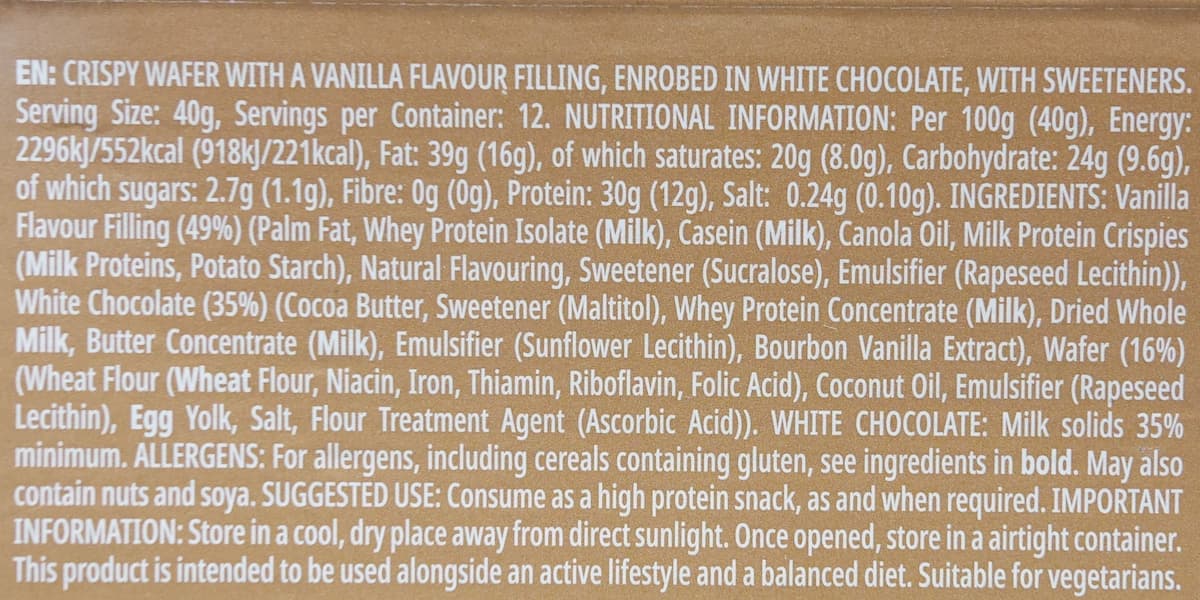 EN: CRISPY WAFER WITH A VANILLA FLAVOUR FILLING, ENROBED IN WHITE CHOCOLATE, WITH SWEETENERS.
Serving Size: 40g, Servings per Container: 12. NUTRITIONAL INFORMATION: Per 100g (40g), Energy:
2296kJ/552kcal (918kJ/221kcal), Fat: 39g (16g), of which saturates: 20g (8.0g), Carbohydrate: 24g (9.6g),
of which sugars: 2.7g (1.1g), Fibre: 0g (0g), Protein: 30g (12g), Salt: 0.24g (0.10g). INGREDIENTS: Vanilla
Flavour Filling (49%) (Palm Fat, Whey Protein Isolate (Milk), Casein (Milk), Canola Oil, Milk Protein Crispies
(Milk Proteins, Potato Starch), Natural Flavouring, Sweetener (Sucralose), Emulsifier (Rapeseed Lecithin)),
White Chocolate (35%) (Cocoa Butter, Sweetener (Maltitol), Whey Protein Concentrate (Milk), Dried Whole
Milk, Butter Concentrate (Milk), Emulsifier (Sunflower Lecithin), Bourbon Vanilla Extract), Wafer (16%)
(Wheat Flour (Wheat Flour, Niacin, Iron, Thiamin, Riboflavin, Folic Acid), Coconut Oil, Emulsifier (Rapeseed
Lecithin), Egg Yolk, Salt, Flour Treatment Agent (Ascorbic Acid)). WHITE CHOCOLATE: Milk solids 35%
minimum. ALLERGENS: For allergens, including cereals containing gluten, see ingredients in bold. May also
contain nuts and soya. SUGGESTED USE: Consume as a high protein snack, as and when required. IMPORTANT
INFORMATION: Store in a cool, dry place away from direct sunlight. Once opened, store in a airtight container.
This product is intended to be used alongside an active lifestyle and a balanced diet. Suitable for vegetarians.